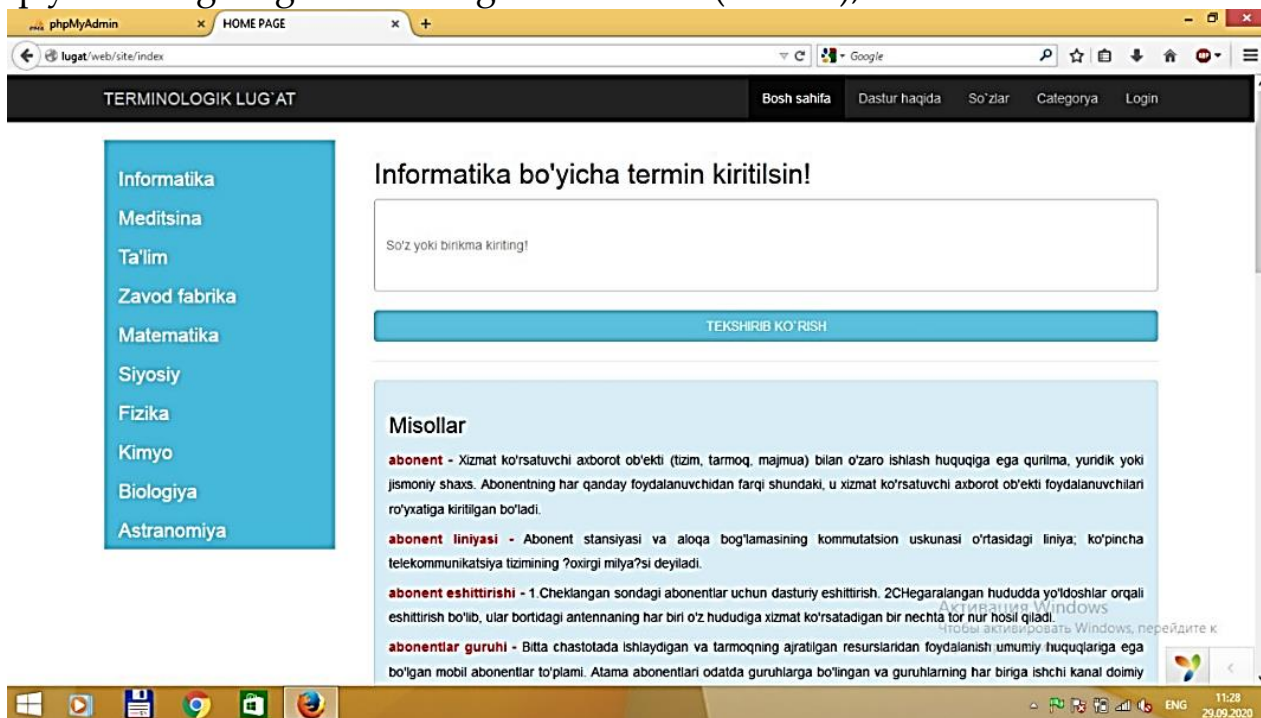 phpMyAdmin
HOME PAGE
lugat/web/site/index
Google
TERMINOLOGIK LUG`AT
Bosh sahifa
Dastur haqida
So`zlar
Categorya
Login
Informatika
Meditsina
Ta'lim
Zavod fabrika
Matematika
Siyosiy
Fizika
Kimyo
Biologiya
Astranomiya
Informatika bo'yicha termin kiritilsin!
So'z yoki birikma kiriting!
TEKSHIRIB KO`RISH
Misollar
abonent - Xizmat ko'rsatuvchi axborot ob'ekti (tizim, tarmoq, majmua) bilan o'zaro ishlash huquqiga ega qurilma, yuridik yoki
jismoniy shaxs. Abonentning har qanday foydalanuvchidan farqi shundaki, u xizmat ko'rsatuvchi axborot ob'ekti foydalanuvchilari
ro'yxatiga kiritilgan bo'ladi.
abonent liniyasi - Abonent stansiyasi va aloqa bog'lamasining kommutatsion uskunasi o'rtasidagi liniya; ko'pincha
telekommunikatsiya tizimining ?oxirgi milya?si deyiladi.
abonent eshittirishi - 1.Cheklangan sondagi abonentlar uchun dasturiy eshittirish. 2CHegaralangan hududda yo'ldoshlar orqali
eshittirish bo'lib, ular bortidagi antennaning har biri o'z hududiga xizmat ko'rsatadigan bir nechta tor nur hosil qiladi.
abonentlar guruhi - Bitta chastotada ishlaydigan va tarmoqning ajratilgan resurslaridan foydalanish umumiy huquqlariga ega
bo'lgan mobil abonentlar to'plami. Atama abonentlari odatda guruhlarga bo'lingan va guruhlarning har biriga ishchi kanal doimiy
Активация Windows
Чтобы активировать Windows, перейдите к
ENG
11:28
29.09.2020